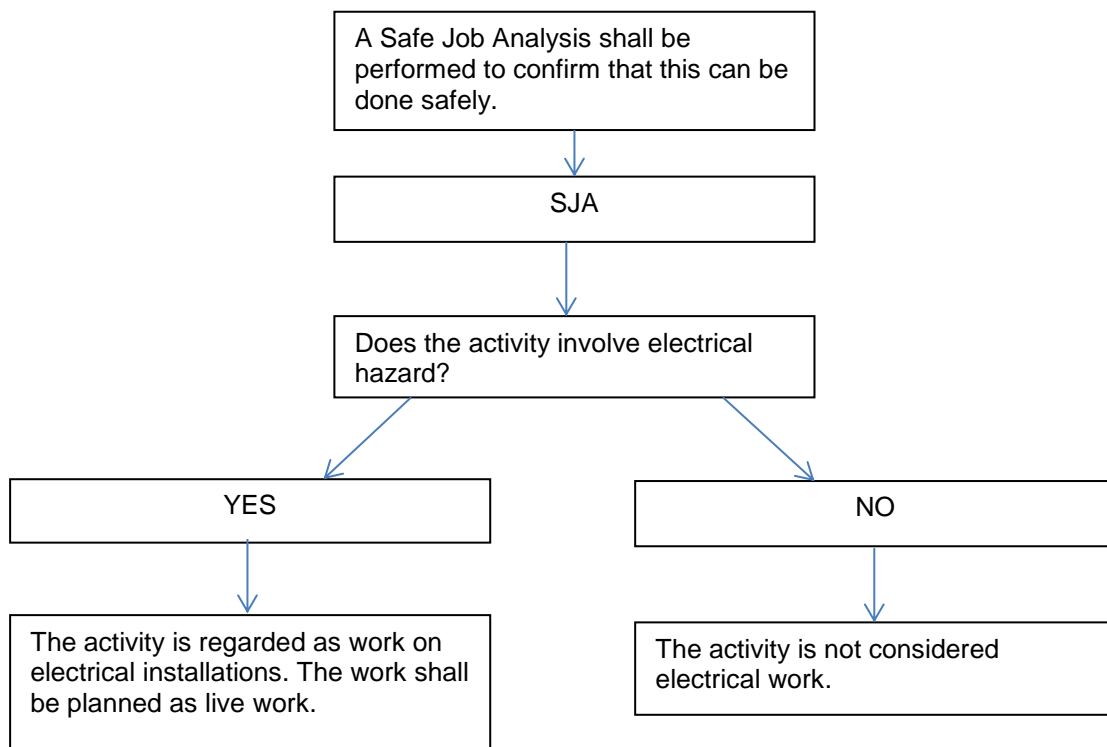 A Safe Job Analysis shall be
performed to confirm that this can be
done safely.
SJA
Does the activity involve electrical
hazard?
YES
NO
The activity is regarded as work on
electrical installations. The work shall
be planned as live work.
The activity is not considered
electrical work.